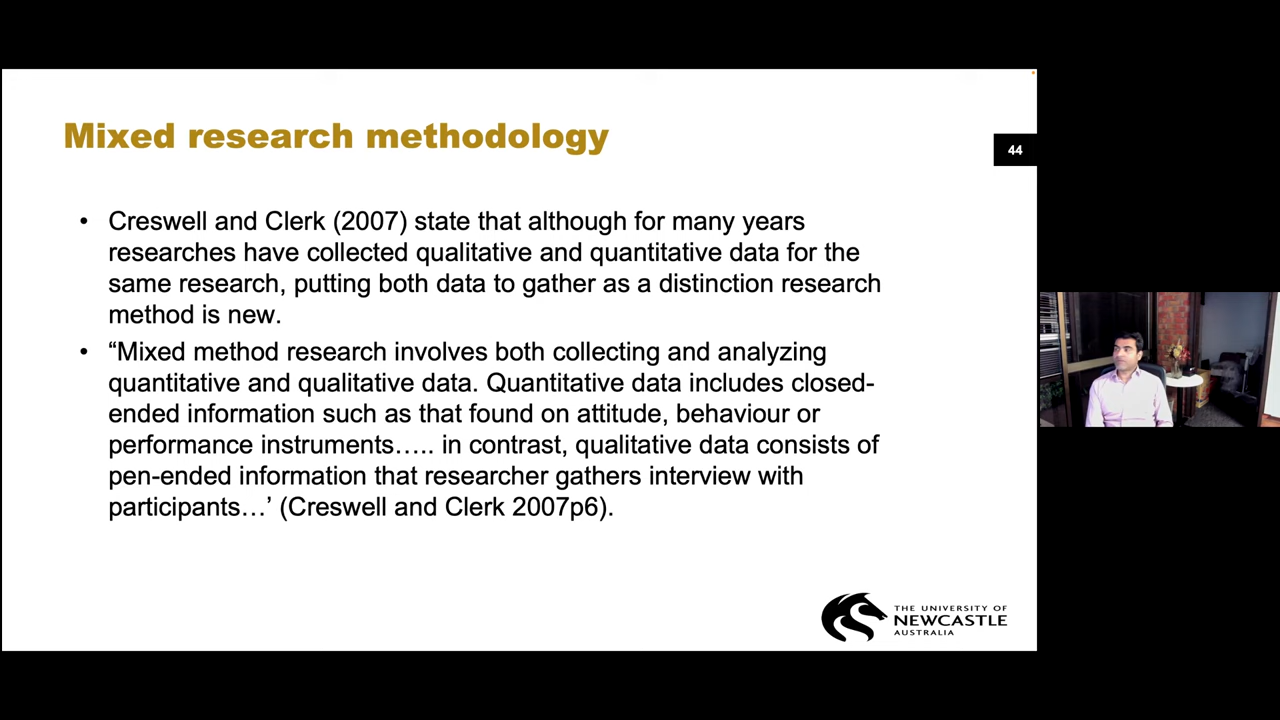 Mixed research methodology
44
• Creswell and Clerk (2007) state that although for many years
researches have collected qualitative and quantitative data for the
same research, putting both data to gather as a distinction research
method is new.
• “Mixed method research involves both collecting and analyzing
quantitative and qualitative data. Quantitative data includes closed-
ended information such as that found on attitude, behaviour or
performance instruments….. in contrast, qualitative data consists of
pen-ended information that researcher gathers interview with
participants…’ (Creswell and Clerk 2007p6).
THE UNIVERSITY OF
NEWCASTLE
AUSTRALIA